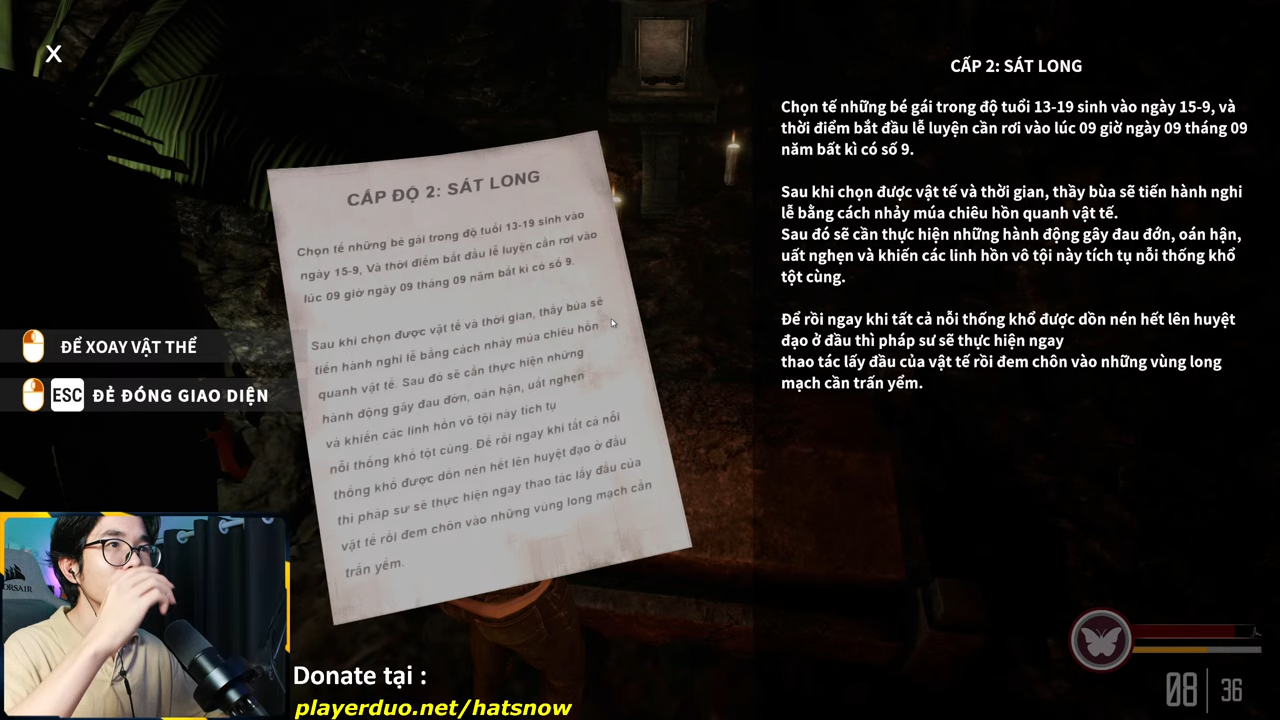 X
CẤP 2: SÁT LONG
Chọn tế những bé gái trong độ tuổi 13-19 sinh vào ngày 15-9, và
thời điểm bắt đầu lễ luyện cần rơi vào lúc 09 giờ ngày 09 tháng 09
năm bất kì có số 9.
Sau khi chọn được vật tế và thời gian, thầy bùa sẽ tiến hành nghi
lễ bằng cách nhảy múa chiêu hồn quanh vật tế.
Sau đó sẽ cần thực hiện những hành động gây đau đớn, oán hận,
uất nghẹn và khiến các linh hồn vô tội này tích tụ nỗi thống khổ
tột cùng.
Để rồi ngay khi tất cả nỗi thống khổ được dồn nén hết lên huyệt
đạo ở đầu thì pháp sư sẽ thực hiện ngay
thao tác lấy đầu của vật tế rồi đem chôn vào những vùng long
mạch cần trấn yểm.
CẤP ĐỘ 2: SÁT LONG
Chọn tế những bé gái trong độ tuổi 13-19 sinh vào
ngày 15-9, Và thời điểm bắt đầu lễ luyện cần rơi vào
lúc 09 giờ ngày 09 tháng 09 năm bất kì có số 9.
Sau khi chọn được vật tế và thời gian, thầy bùa sẽ
tiến hành nghi lễ bằng cách nhảy múa chiêu hồn
quanh vật tế. Sau đó sẽ cần thực hiện những
hành động gây đau đớn, oán hận, uất nghẹn
và khiến các linh hồn vô tội này tích tụ
nỗi thống khổ tột cùng. Để rồi ngay khi tất cả nỗi
thống khổ được dồn nén hết lên huyệt đạo ở đầu
thì pháp sư sẽ thực hiện ngay thao tác lấy đầu của
vật tế rồi đem chôn vào những vùng long mạch cần
trấn yểm.
ĐỂ XOAY VẬT THỂ
ESC ĐẺ ĐÓNG GIAO DIỆN
CORSAIR
Donate tại :
playerduo.net/hatsnow
08 36